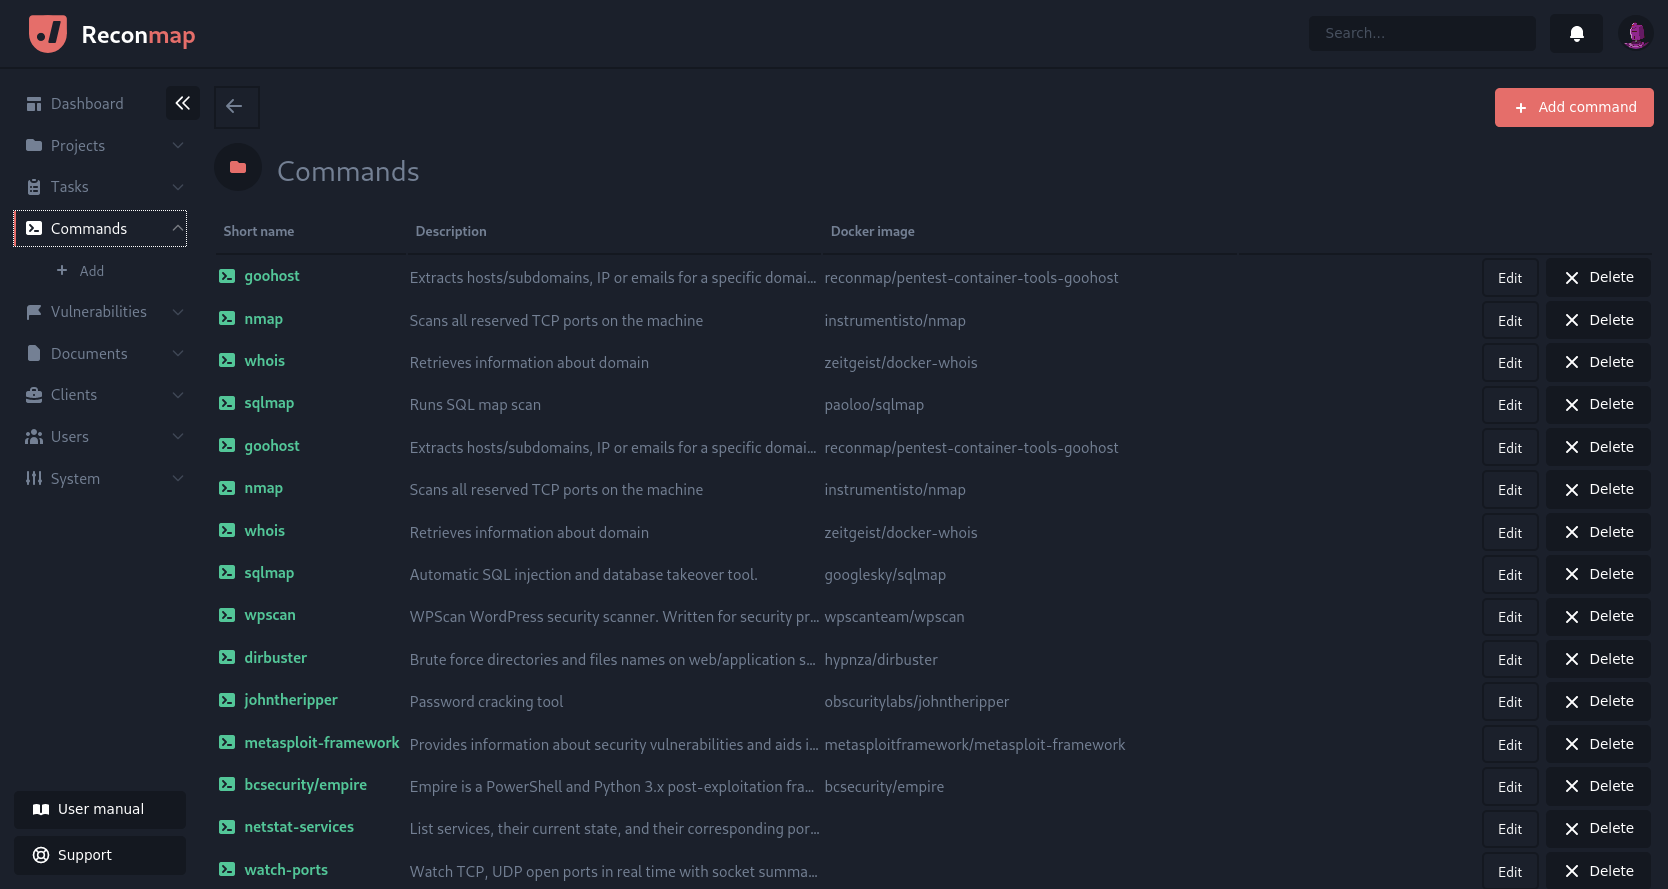 Reconmap
Search...
Dashboard
Projects
Tasks
Commands
Add
Vulnerabilities
Documents
Clients
Users
System
User manual
Support
Add command
Commands
Short name Description Docker image
goohost Extracts hosts/subdomains, IP or emails for a specific domai... reconmap/pentest-container-tools-goohost Edit Delete
nmap Scans all reserved TCP ports on the machine instrumentisto/nmap Edit Delete
whois Retrieves information about domain zeitgeist/docker-whois Edit Delete
sqlmap Runs SQL map scan paoloo/sqlmap Edit Delete
goohost Extracts hosts/subdomains, IP or emails for a specific domai... reconmap/pentest-container-tools-goohost Edit Delete
nmap Scans all reserved TCP ports on the machine instrumentisto/nmap Edit Delete
whois Retrieves information about domain zeitgeist/docker-whois Edit Delete
sqlmap Automatic SQL injection and database takeover tool. googlesky/sqlmap Edit Delete
wpscan WPScan WordPress security scanner. Written for security pr... wpscanteam/wpscan Edit Delete
dirbuster Brute force directories and files names on web/application s... hypnza/dirbuster Edit Delete
johntheripper Password cracking tool obscuritylabs/johntheripper Edit Delete
metasploit-framework Provides information about security vulnerabilities and aids i... metasploitframework/metasploit-framework Edit Delete
bcsecurity/empire Empire is a PowerShell and Python 3.x post-exploitation fra... bcsecurity/empire Edit Delete
netstat-services List services, their current state, and their corresponding por... Edit Delete
watch-ports Watch TCP, UDP open ports in real time with socket summa... Edit Delete